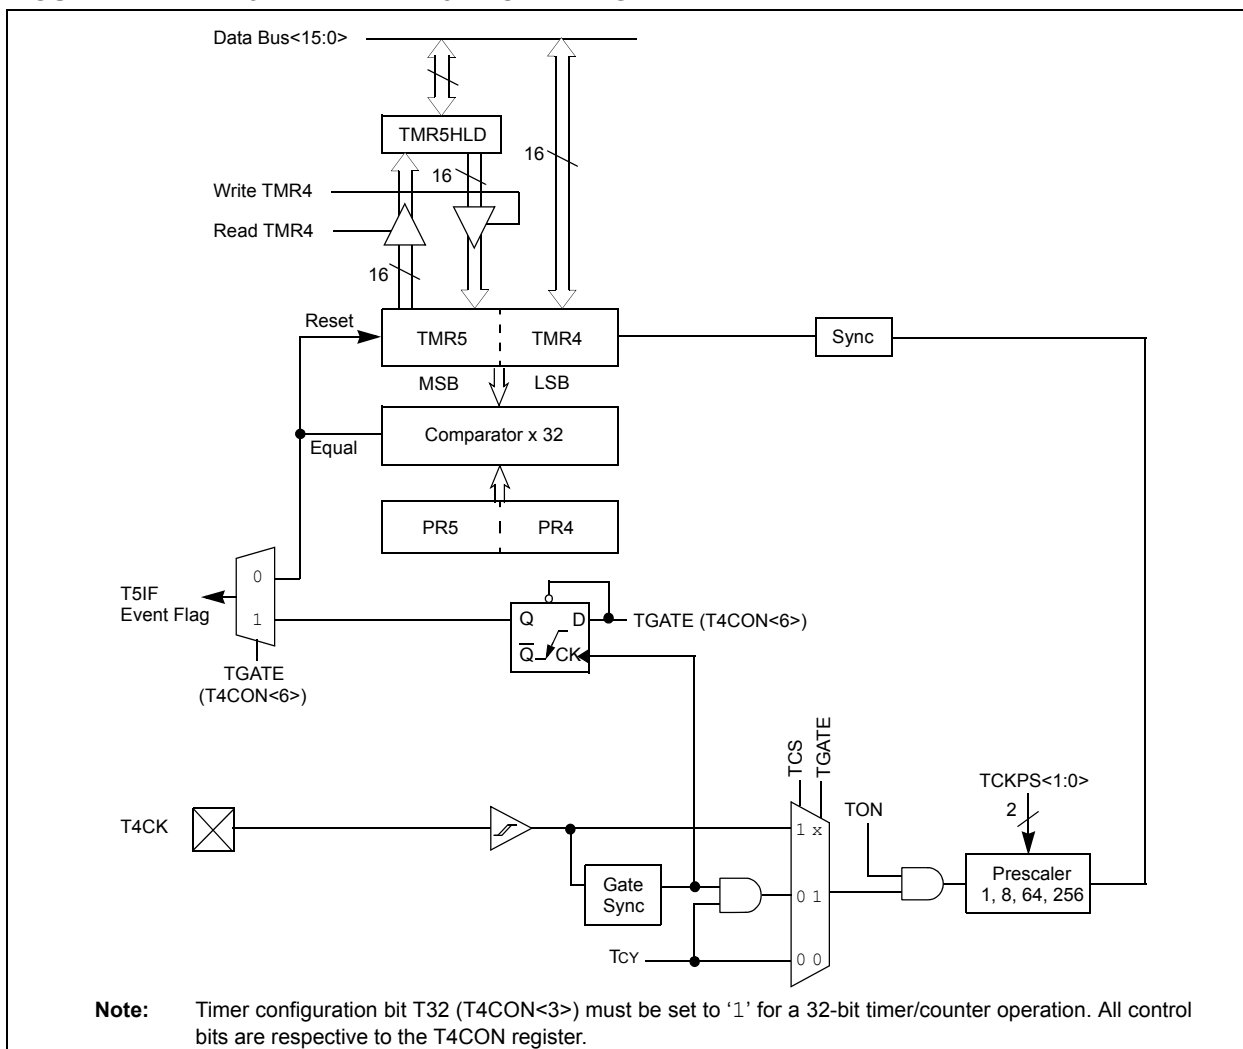 Data Bus<15:0>
TMR5HLD
16
16
Write TMR4
Read TMR4
16
Reset
TMR5
TMR4
Sync
MSB
LSB
Equal
Comparator x 32
PR5
PR4
0
1
T5IF
Event Flag
Q
D
Q CK
TGATE (T4CON<6>)
TGATE
(T4CON<6>)
TCS
TGATE
TCKPS<1:0>
2
T4CK
TON
1 x
Gate
Sync
0 1
Prescaler
1, 8, 64, 256
TCY
0 0
Note: Timer configuration bit T32 (T4CON<3>) must be set to ‘1’ for a 32-bit timer/counter operation. All control
bits are respective to the T4CON register.